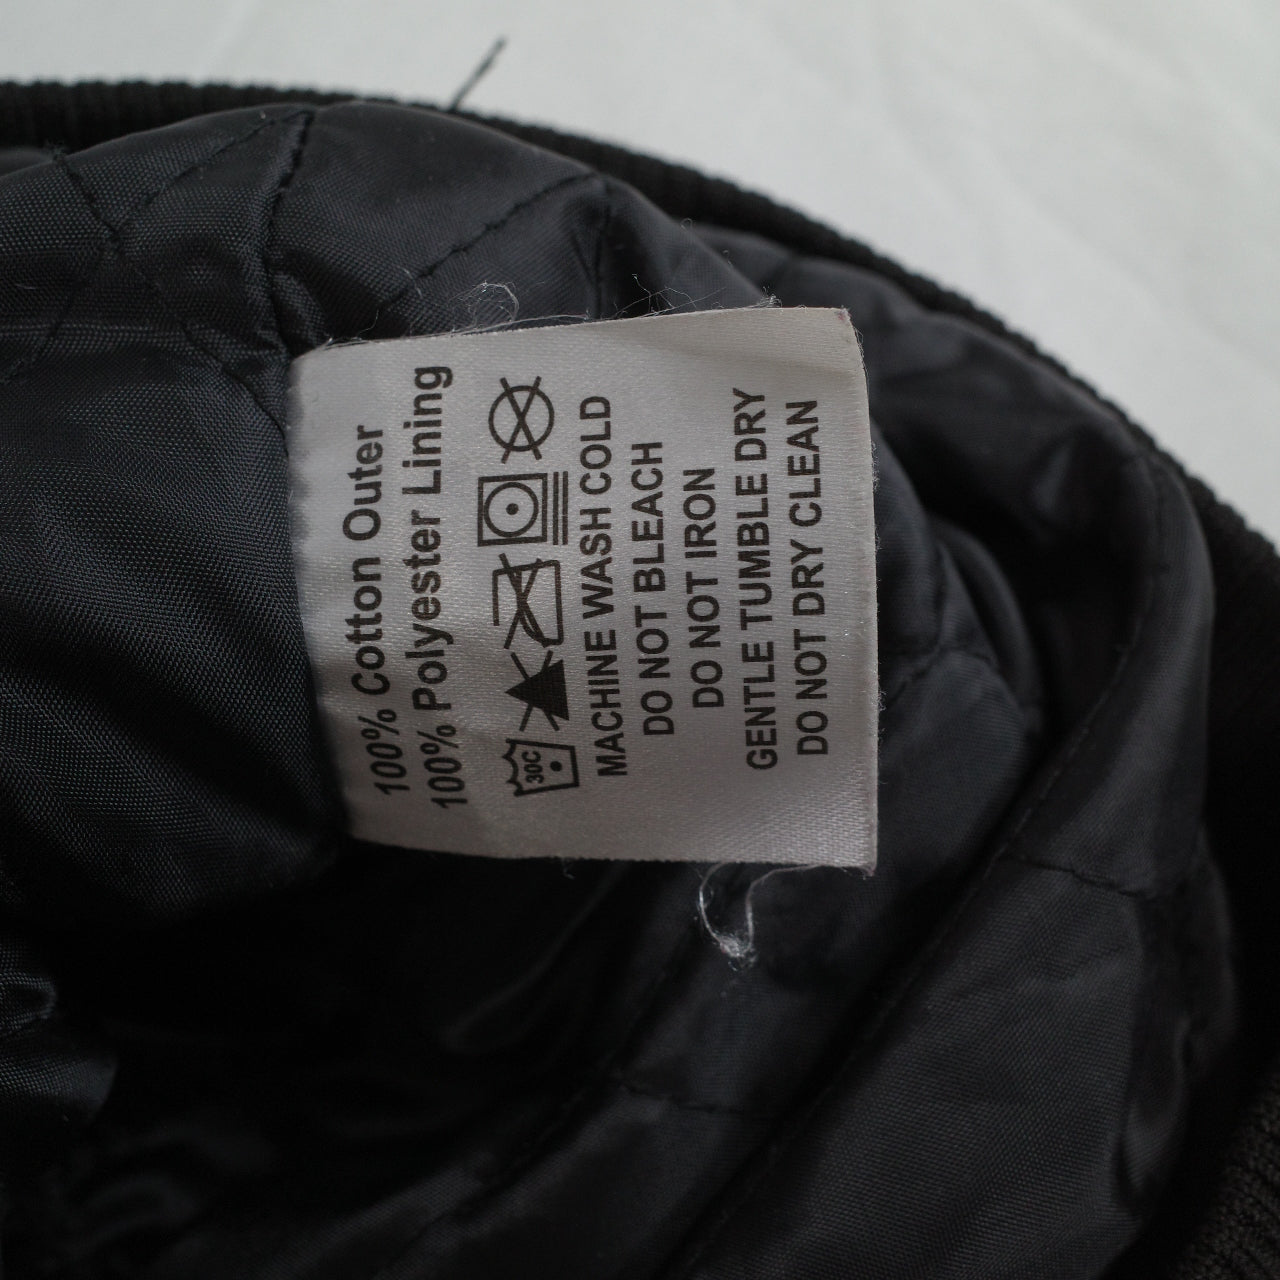 100% Cotton Outer
100% Polyester Lining
30C
MACHINE WASH COLD
DO NOT BLEACH
DO NOT IRON
GENTLE TUMBLE DRY
DO NOT DRY CLEAN